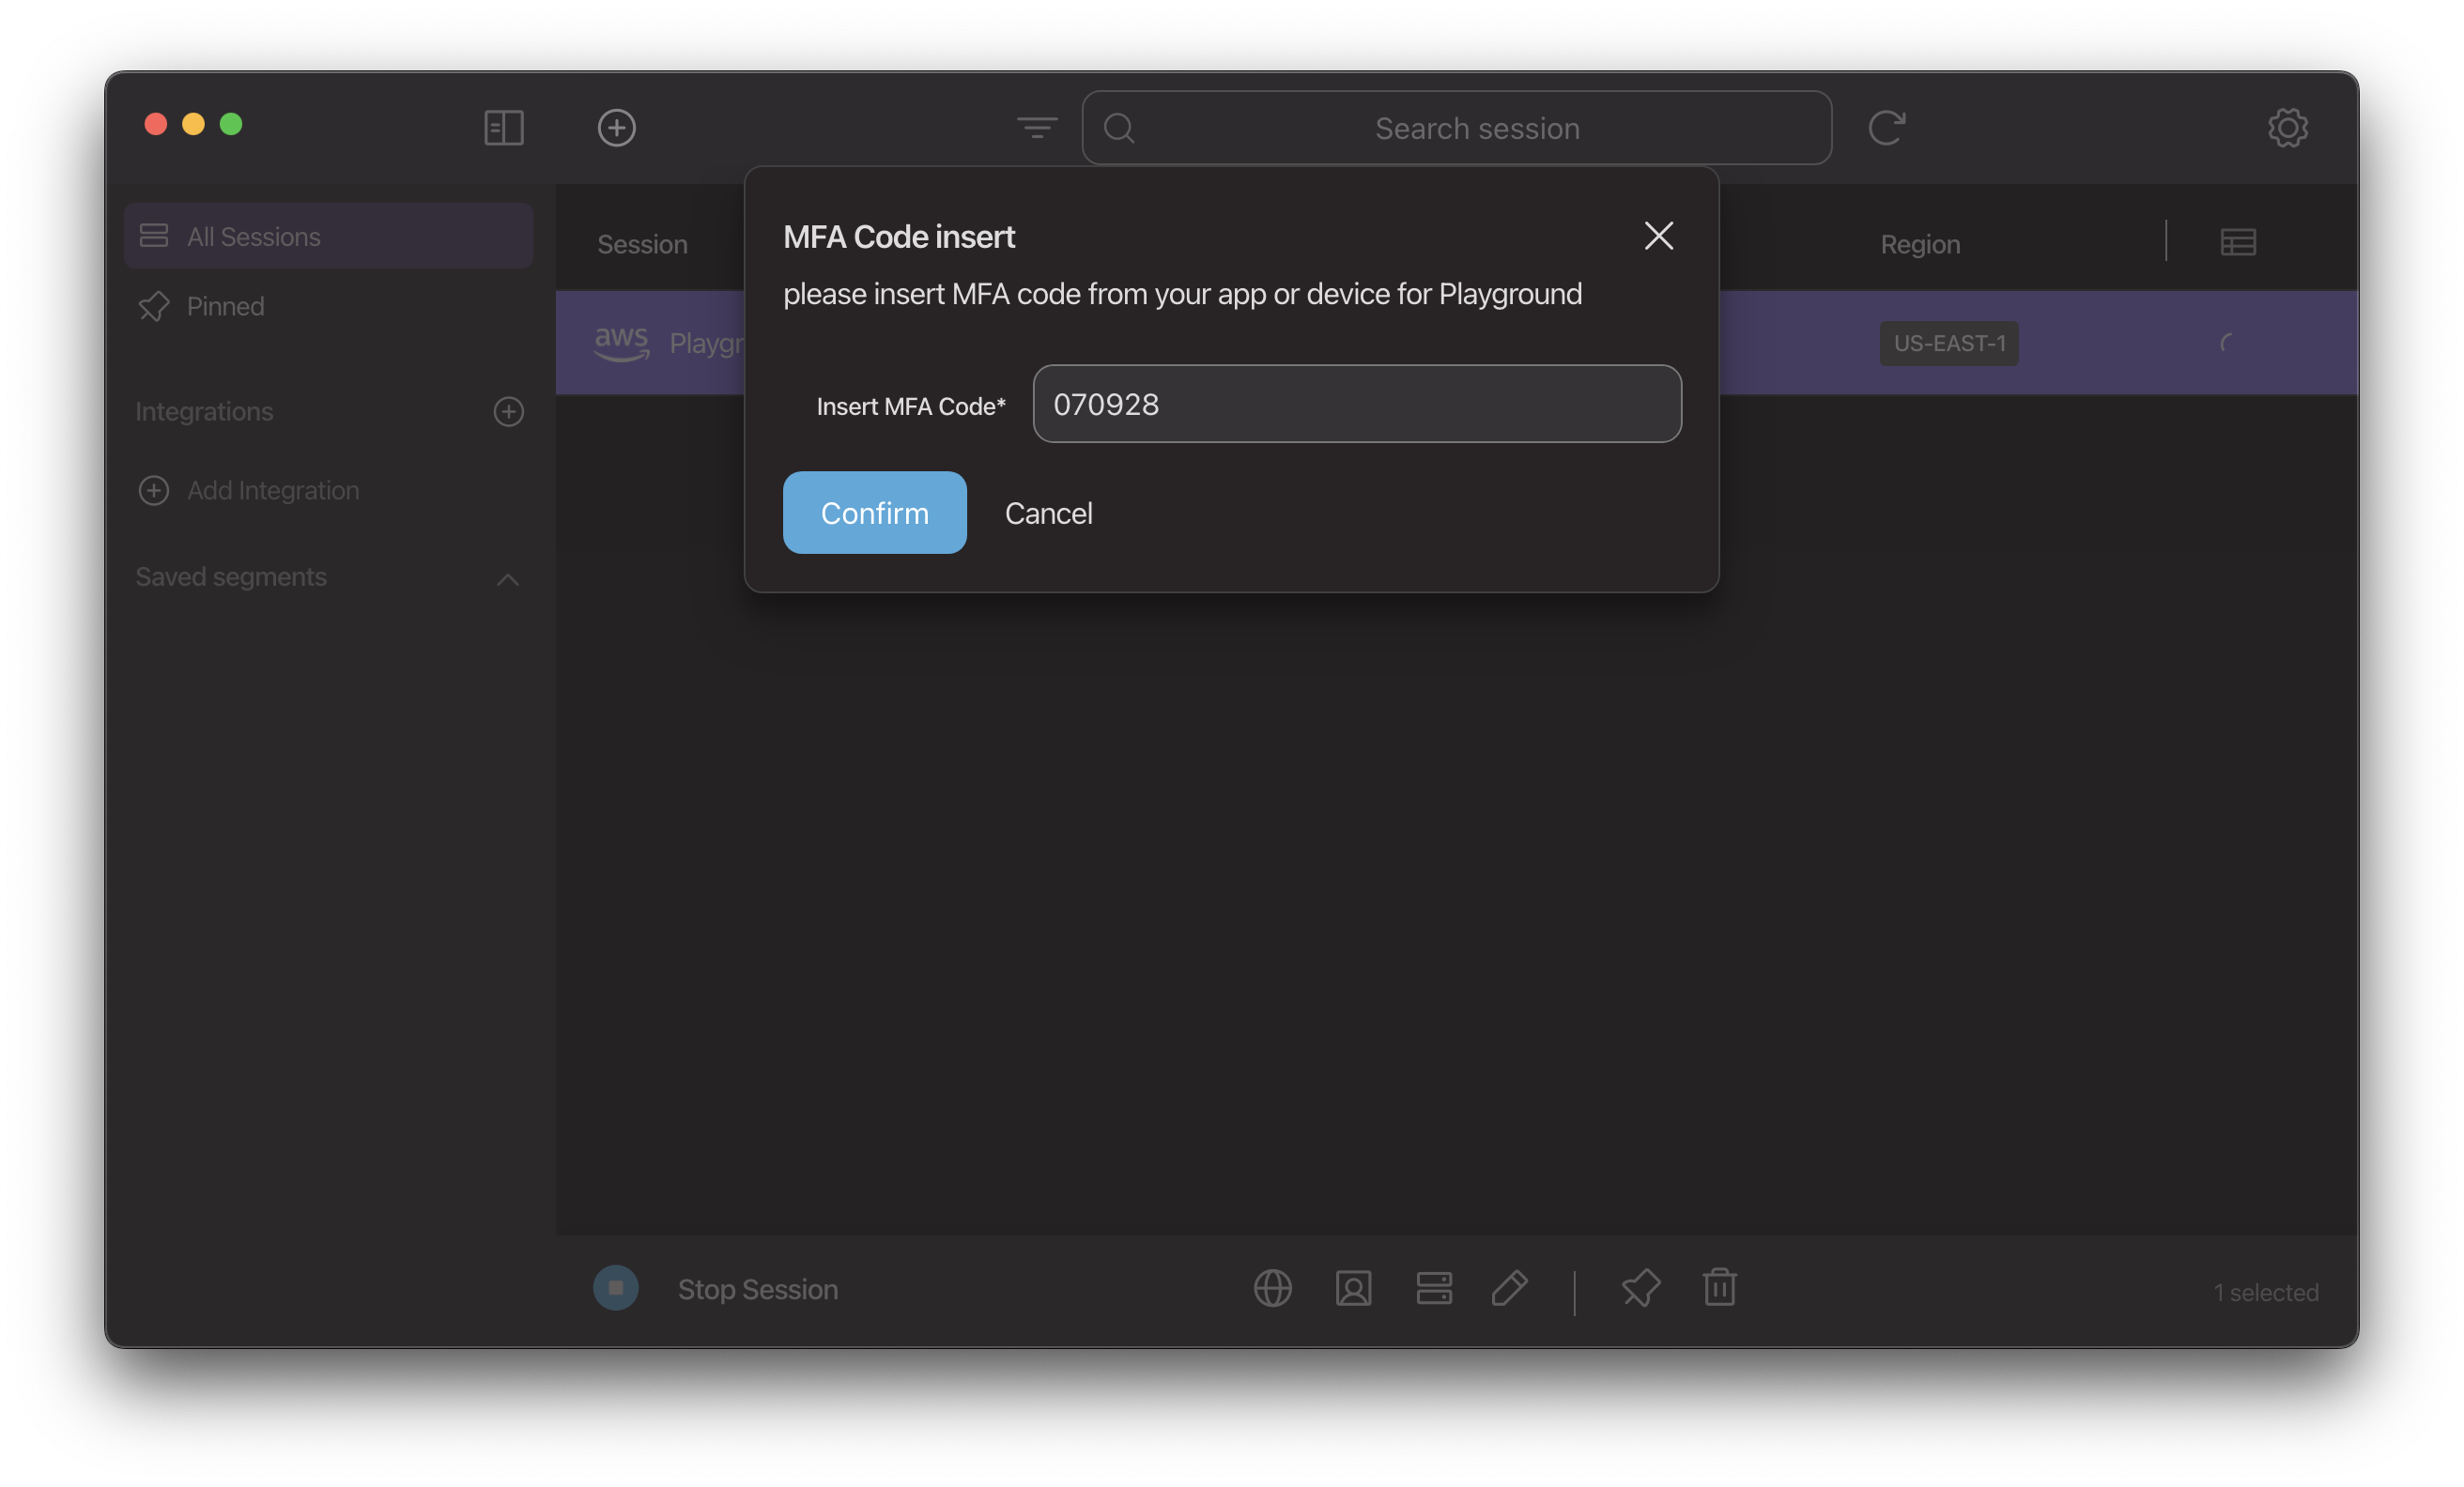 Search session
All Sessions
Pinned
Integrations
Add Integration
Saved segments
Session
Region
aws Playgr
US-EAST-1
MFA Code insert
please insert MFA code from your app or device for Playground
Insert MFA Code* 070928
Confirm Cancel
Stop Session
1 selected